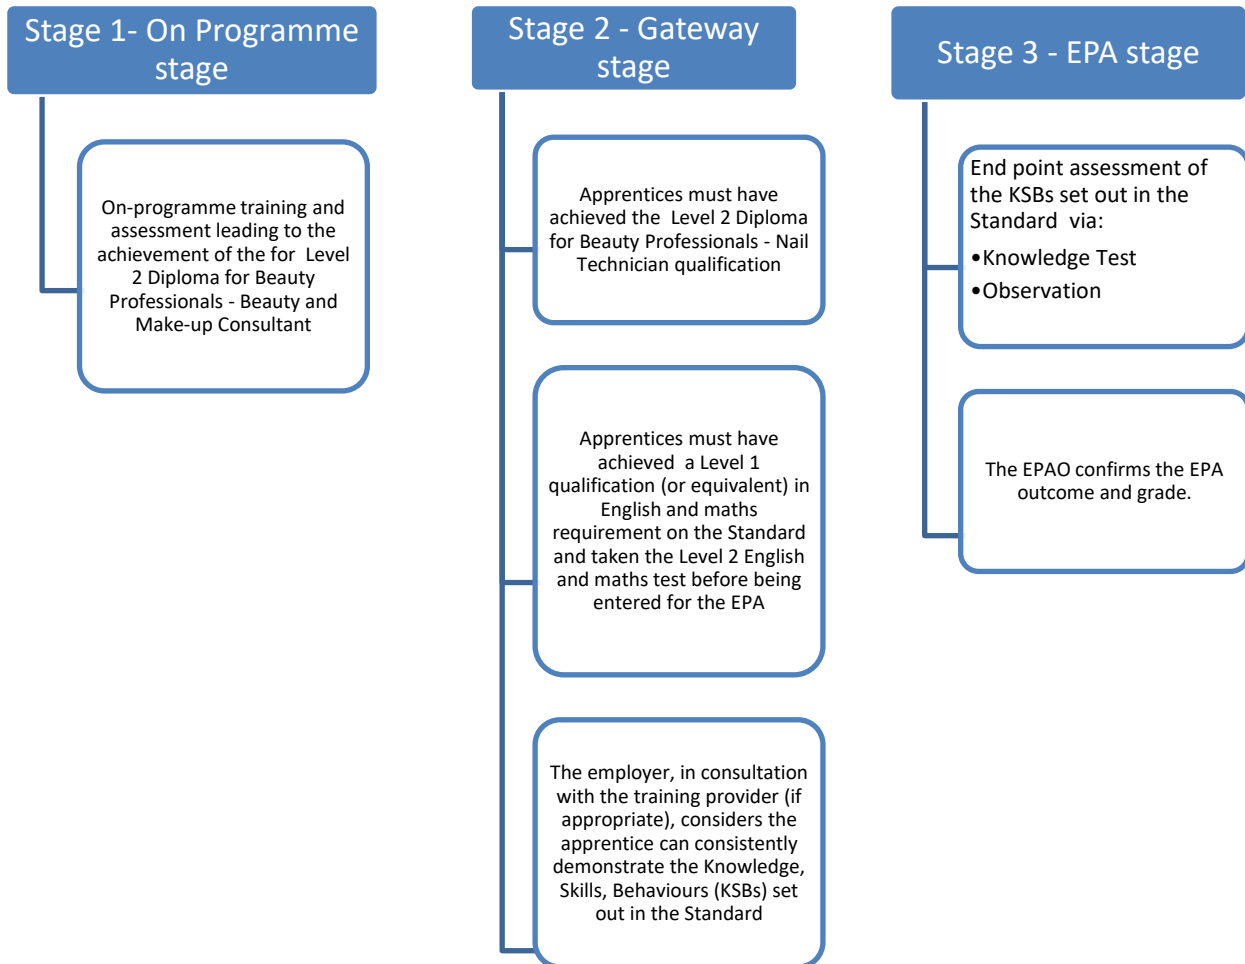 Stage 1- On Programme
stage
On-programme training and
assessment leading to the
achievement of the for Level
2 Diploma for Beauty
Professionals - Beauty and
Make-up Consultant
Stage 2 - Gateway
stage
Apprentices must have
achieved the Level 2 Diploma
for Beauty Professionals - Nail
Technician qualification
Apprentices must have
achieved a Level 1
qualification (or equivalent) in
English and maths
requirement on the Standard
and taken the Level 2 English
and maths test before being
entered for the EPA
The employer, in consultation
with the training provider (if
appropriate), considers the
apprentice can consistently
demonstrate the Knowledge,
Skills, Behaviours (KSBs) set
out in the Standard
Stage 3 - EPA stage
End point assessment of
the KSBs set out in the
Standard via:
•Knowledge Test
•Observation
The EPAO confirms the EPA
outcome and grade.